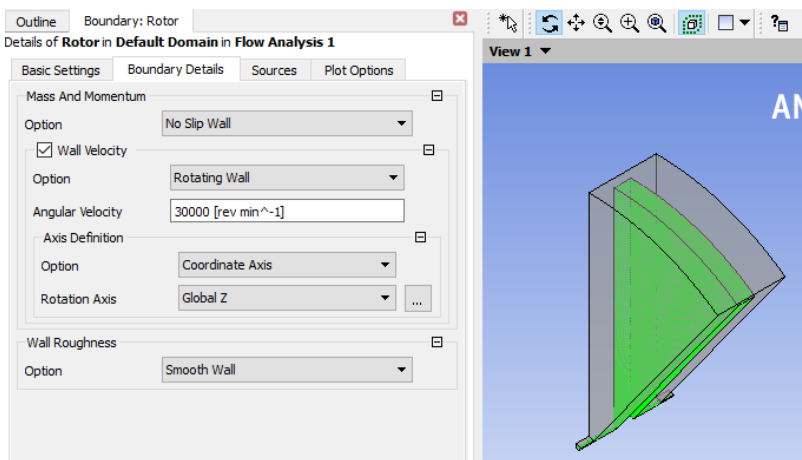 Outline Boundary: Rotor
Details of Rotor in Default Domain in Flow Analysis 1
Basic Settings Boundary Details Sources Plot Options
Mass And Momentum
Option No Slip Wall
Wall Velocity
Option Rotating Wall
Angular Velocity 30000 [rev min^-1]
Axis Definition
Option Coordinate Axis
Rotation Axis Global Z ...
Wall Roughness
Option Smooth Wall
View 1
AN